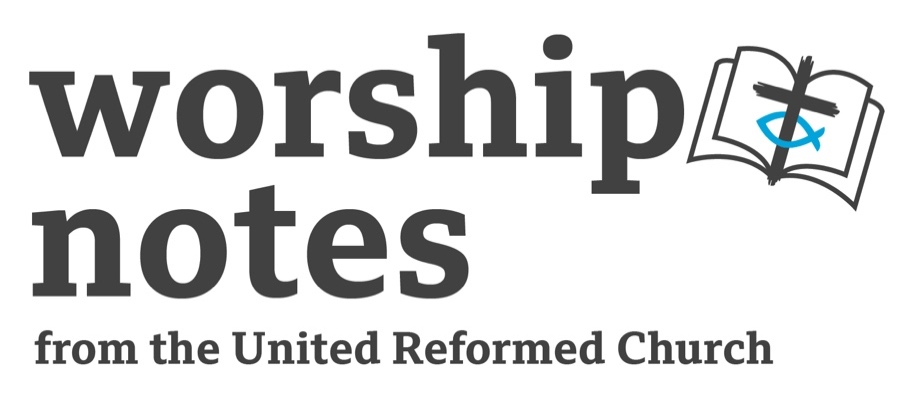 worship
notes
from the United Reformed Church